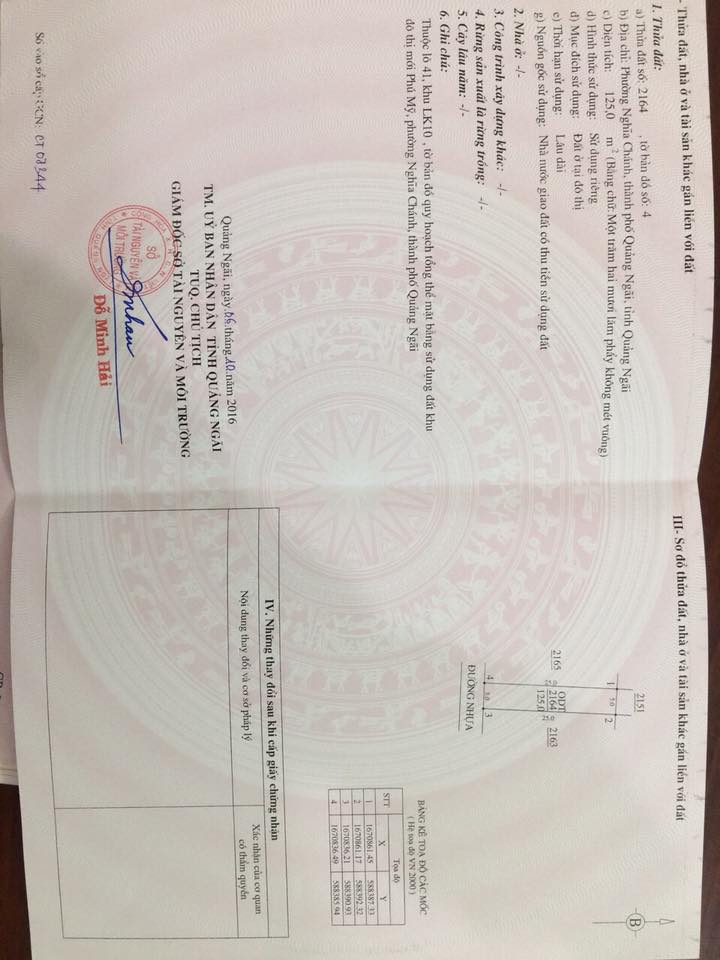 - Thửa đất, nhà ở và tài sản khác gắn liền với đất
1. Thửa đất:
a) Thửa đất số: 2164 , tờ bản đồ số: 4
b) Địa chỉ: Phường Nghĩa Chánh, thành phố Quảng Ngãi, tỉnh Quảng Ngãi
c) Diện tích: 125,0 m² (Bằng chữ: Một trăm hai mươi lăm phẩy không mét vuông)
d) Hình thức sử dụng: Sử dụng riêng
đ) Mục đích sử dụng: Đất ở tại đô thị
e) Thời hạn sử dụng: Lâu dài
g) Nguồn gốc sử dụng: Nhà nước giao đất có thu tiền sử dụng đất
2. Nhà ở: -/-
3. Công trình xây dựng khác: -/-
4. Rừng sản xuất là rừng trồng: -/-
5. Cây lâu năm: -/-
6. Ghi chú:
Thuộc lô 41, khu LK10 , tờ bản đồ quy hoạch tổng thể mặt bằng sử dụng đất khu
đô thị mới Phú Mỹ, phường Nghĩa Chánh, thành phố Quảng Ngãi
Quảng Ngãi, ngày 06 tháng 10 năm 2016
TM. UỶ BAN NHÂN DÂN TỈNH QUẢNG NGÃI
TUQ. CHỦ TỊCH
GIÁM ĐỐC SỞ TÀI NGUYÊN VÀ MÔI TRƯỜNG
SỞ
TÀI NGUYÊN VÀ
MÔI TRƯỜNG
Đỗ Minh Hải
Số vào sổ cấp GCN: CT 07344
III- Sơ đồ thửa đất, nhà ở và tài sản khác gắn liền với đất
B
2151
1
5.0
2
2165
ODT
2164
125,0
25.0
2163
4
5.0
3
ĐƯỜNG NHỰA
BẢNG KÊ TỌA ĐỘ CÁC MỐC
( Hệ tọa độ VN 2000 )
STT Tọa độ
X Y
1 1670861.45 588387.33
2 1670861.17 588392.32
3 1670836.21 588390.93
4 1670836.49 588385.94
IV. Những thay đổi sau khi cấp giấy chứng nhận
Nội dung thay đổi và cơ sở pháp lý
Xác nhận của cơ quan
có thẩm quyền